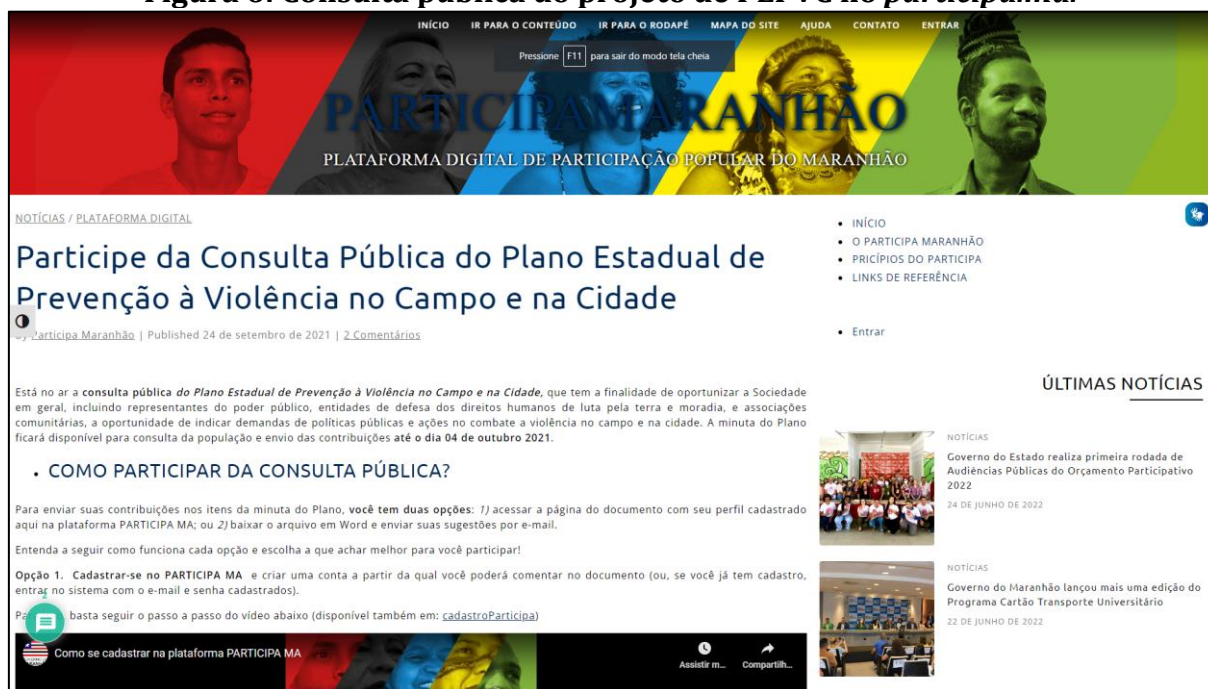 INÍCIO IR PARA O CONTEÚDO IR PARA O RODAPÉ MAPA DO SITE AJUDA CONTATO ENTRAR
Pressione F11 para sair do modo tela cheia
PARTICIPAMARANHÃO
PLATAFORMA DIGITAL DE PARTICIPAÇÃO POPULAR DO MARANHÃO
NOTÍCIAS / PLATAFORMA DIGITAL
Participe da Consulta Pública do Plano Estadual de
Prevenção à Violência no Campo e na Cidade
Participa Maranhão | Published 24 de setembro de 2021 | 2 Comentários
Está no ar a consulta pública do Plano Estadual de Prevenção à Violência no Campo e na Cidade, que tem a finalidade de oportunizar a Sociedade
em geral, incluindo representantes do poder público, entidades de defesa dos direitos humanos de luta pela terra e moradia, e associações
comunitárias, a oportunidade de indicar demandas de políticas públicas e ações no combate a violência no campo e na cidade. A minuta do Plano
ficará disponível para consulta da população e envio das contribuições até o dia 04 de outubro 2021.
• COMO PARTICIPAR DA CONSULTA PÚBLICA?
Para enviar suas contribuições nos itens da minuta do Plano, você tem duas opções: 1) acessar a página do documento com seu perfil cadastrado
aqui na plataforma PARTICIPA MA; ou 2) baixar o arquivo em Word e enviar suas sugestões por e-mail.
Entenda a seguir como funciona cada opção e escolha a que achar melhor para você participar!
Opção 1. Cadastrar-se no PARTICIPA MA e criar uma conta a partir da qual você poderá comentar no documento (ou, se você já tem cadastro,
entrar no sistema com o e-mail e senha cadastrados).
basta seguir o passo a passo do vídeo abaixo (disponível também em: cadastroParticipa)
2
Como se cadastrar na plataforma PARTICIPA MA
Assistir m... Compartilh...
• INÍCIO
• O PARTICIPA MARANHÃO
• PRICÍPIOS DO PARTICIPA
• LINKS DE REFERÊNCIA
• Entrar
ÚLTIMAS NOTÍCIAS
NOTÍCIAS
Governo do Estado realiza primeira rodada de
Audiências Públicas do Orçamento Participativo
2022
24 DE JUNHO DE 2022
NOTÍCIAS
Governo do Maranhão lançou mais uma edição do
Programa Cartão Transporte Universitário
22 DE JUNHO DE 2022